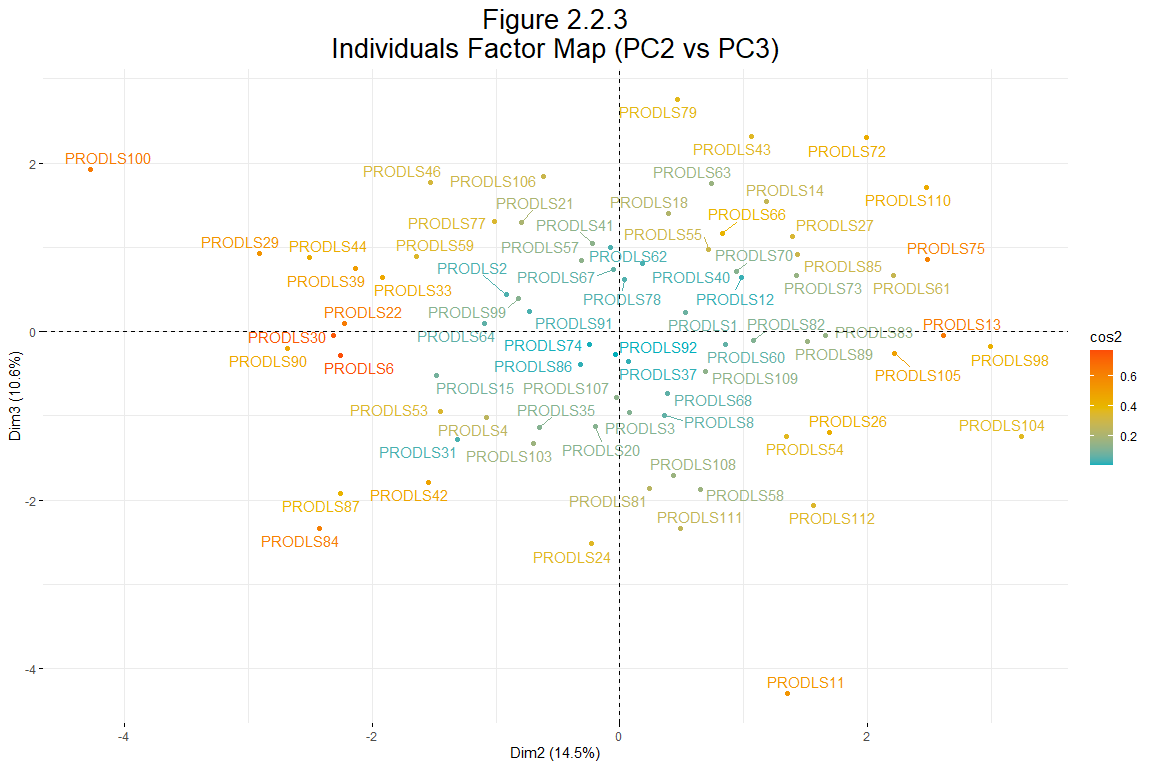 Figure 2.2.3
Individuals Factor Map (PC2 vs PC3)
PRODLS79
PRODLS43
PRODLS72
PRODLS100
PRODLS46
PRODLS106
PRODLS63
PRODLS14
PRODLS110
PRODLS21
PRODLS18
PRODLS77
PRODLS41
PRODLS66
PRODLS27
PRODLS29
PRODLS44
PRODLS59
PRODLS57
PRODLS55
PRODLS62
PRODLS70
PRODLS75
PRODLS2
PRODLS67
PRODLS40
PRODLS85
PRODLS39
PRODLS33
PRODLS78
PRODLS12
PRODLS73
PRODLS61
PRODLS22
PRODLS99
PRODLS91
PRODLS1
PRODLS82
PRODLS83
PRODLS13
PRODLS30
PRODLS64
PRODLS74
PRODLS92
PRODLS60
PRODLS89
PRODLS98
PRODLS90
PRODLS6
PRODLS86
PRODLS37
PRODLS109
PRODLS105
PRODLS15
PRODLS107
PRODLS68
PRODLS53
PRODLS35
PRODLS8
PRODLS26
PRODLS104
PRODLS4
PRODLS3
PRODLS31
PRODLS103
PRODLS20
PRODLS54
PRODLS108
PRODLS42
PRODLS87
PRODLS81
PRODLS58
PRODLS111
PRODLS112
PRODLS84
PRODLS24
PRODLS11
2
0
-2
-4
Dim3 (10.6%)
-4
-2
0
2
Dim2 (14.5%)
cos2
0.6
0.4
0.2